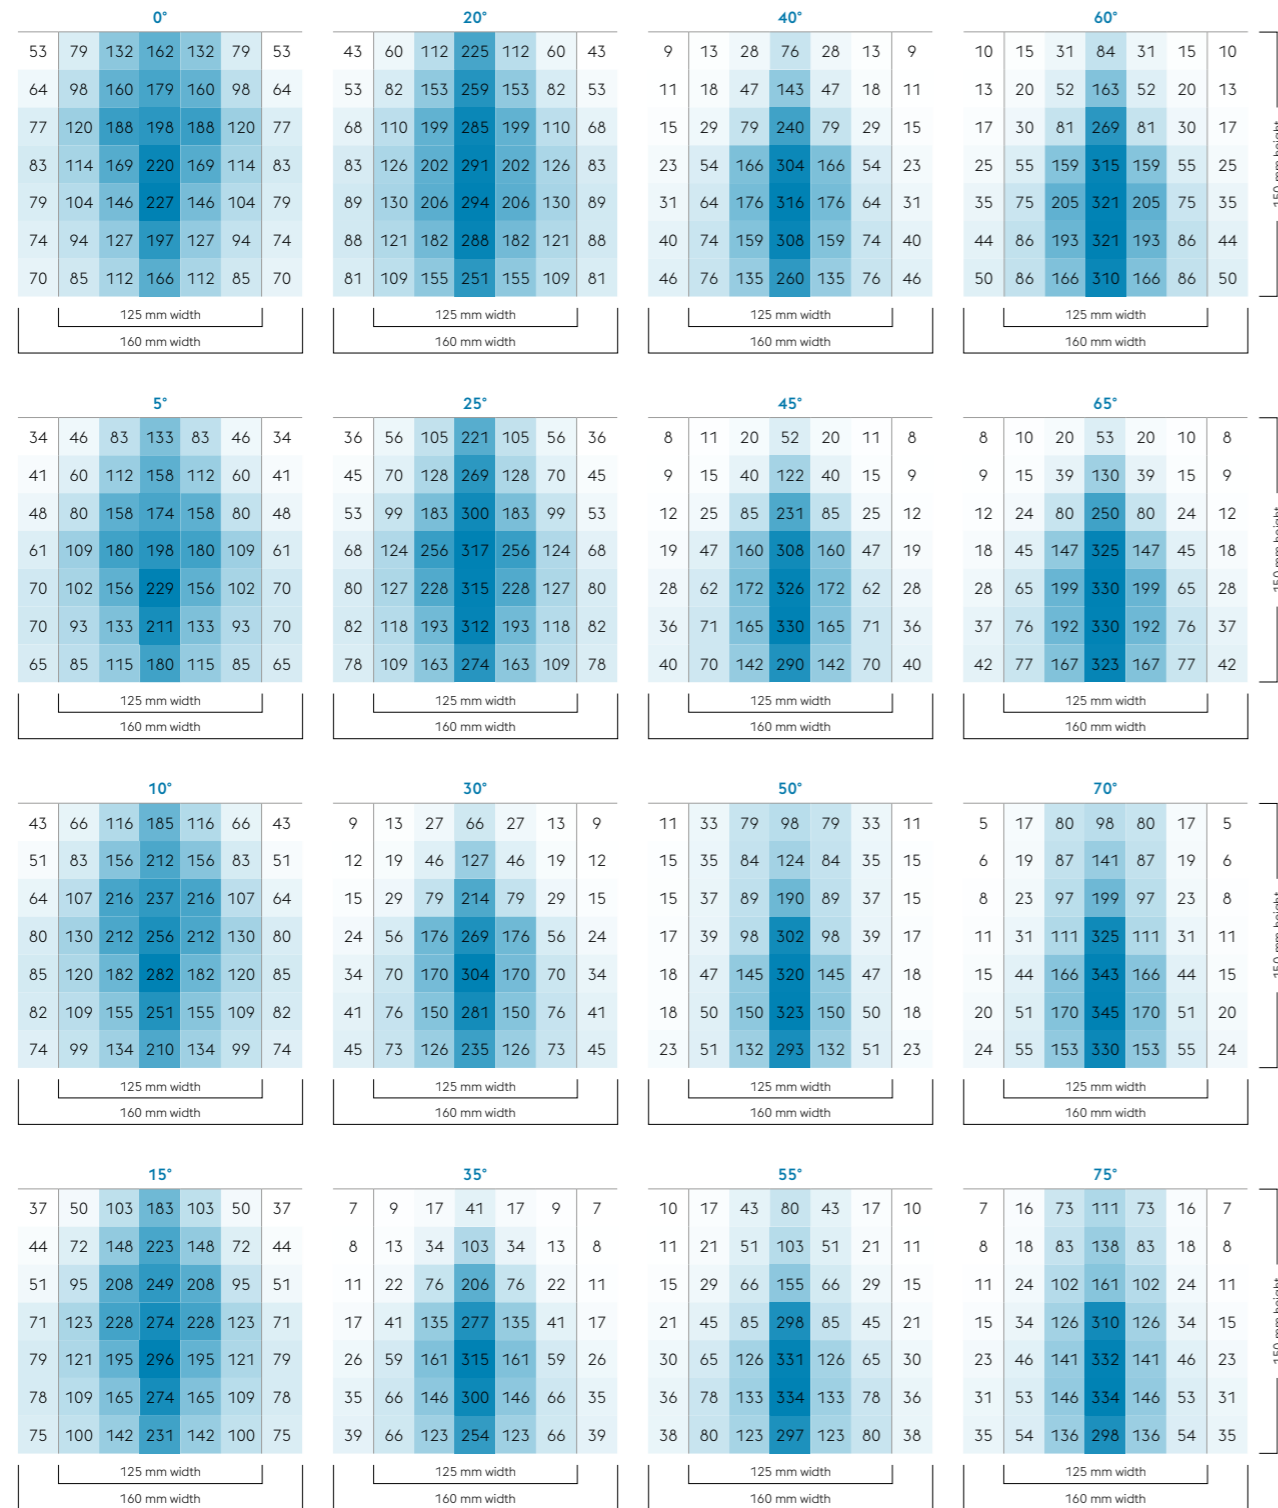 0° 20° 40° 60°
53 79 132 162 132 79 53 43 60 112 225 112 60 43 9 13 28 76 28 13 9 10 15 31 84 31 15 10
64 98 160 179 160 98 64 53 82 153 259 153 82 53 11 18 47 143 47 18 11 13 20 52 163 52 20 13
77 120 188 198 188 120 77 68 110 199 285 199 110 68 15 29 79 240 79 29 15 17 30 81 269 81 30 17
83 114 169 220 169 114 83 83 126 202 291 202 126 83 23 54 166 304 166 54 23 25 55 159 315 159 55 25
79 104 146 227 146 104 79 89 130 206 294 206 130 89 31 64 176 316 176 64 31 35 75 205 321 205 75 35
74 94 127 197 127 94 74 88 121 182 288 182 121 88 40 74 159 308 159 74 40 44 86 193 321 193 86 44
70 85 112 166 112 85 70 81 109 155 251 155 109 81 46 76 135 260 135 76 46 50 86 166 310 166 86 50
150 mm height
125 mm width 125 mm width 125 mm width 125 mm width
160 mm width 160 mm width 160 mm width 160 mm width
5° 25° 45° 65°
34 46 83 133 83 46 34 36 56 105 221 105 56 36 8 11 20 52 20 11 8 8 10 20 53 20 10 8
41 60 112 158 112 60 41 45 70 128 269 128 70 45 9 15 40 122 40 15 9 9 15 39 130 39 15 9
48 80 158 174 158 80 48 53 99 183 300 183 99 53 12 25 85 231 85 25 12 12 24 80 250 80 24 12
61 109 180 198 180 109 61 68 124 256 317 256 124 68 19 47 160 308 160 47 19 18 45 147 325 147 45 18
70 102 156 229 156 102 70 80 127 228 315 228 127 80 28 62 172 326 172 62 28 28 65 199 330 199 65 28
70 93 133 211 133 93 70 82 118 193 312 193 118 82 36 71 165 330 165 71 36 37 76 192 330 192 76 37
65 85 115 180 115 85 65 78 109 163 274 163 109 78 40 70 142 290 142 70 40 42 77 167 323 167 77 42
150 mm height
125 mm width 125 mm width 125 mm width 125 mm width
160 mm width 160 mm width 160 mm width 160 mm width
10° 30° 50° 70°
43 66 116 185 116 66 43 9 13 27 66 27 13 9 11 33 79 98 79 33 11 5 17 80 98 80 17 5
51 83 156 212 156 83 51 12 19 46 127 46 19 12 15 35 84 124 84 35 15 6 19 87 141 87 19 6
64 107 216 237 216 107 64 15 29 79 214 79 29 15 15 37 89 190 89 37 15 8 23 97 199 97 23 8
80 130 212 256 212 130 80 24 56 176 269 176 56 24 17 39 98 302 98 39 17 11 31 111 325 111 31 11
85 120 182 282 182 120 85 34 70 170 304 170 70 34 18 47 145 320 145 47 18 15 44 166 343 166 44 15
82 109 155 251 155 109 82 41 76 150 281 150 76 41 18 50 150 323 150 50 18 20 51 170 345 170 51 20
74 99 134 210 134 99 74 45 73 126 235 126 73 45 23 51 132 293 132 51 23 24 55 153 330 153 55 24
150 mm height
125 mm width 125 mm width 125 mm width 125 mm width
160 mm width 160 mm width 160 mm width 160 mm width
15° 35° 55° 75°
37 50 103 183 103 50 37 7 9 17 41 17 9 7 10 17 43 80 43 17 10 7 16 73 111 73 16 7
44 72 148 223 148 72 44 8 13 34 103 34 13 8 11 21 51 103 51 21 11 8 18 83 138 83 18 8
51 95 208 249 208 95 51 11 22 76 206 76 22 11 15 29 66 155 66 29 15 11 24 102 161 102 24 11
71 123 228 274 228 123 71 17 41 135 277 135 41 17 21 45 85 298 85 45 21 15 34 126 310 126 34 15
79 121 195 296 195 121 79 26 59 161 315 161 59 26 30 65 126 331 126 65 30 23 46 141 332 141 46 23
78 109 165 274 165 109 78 35 66 146 300 146 66 35 36 78 133 334 133 78 36 31 53 146 334 146 53 31
75 100 142 231 142 100 75 39 66 123 254 123 66 39 38 80 123 297 123 80 38 35 54 136 298 136 54 35
150 mm height
125 mm width 125 mm width 125 mm width 125 mm width
160 mm width 160 mm width 160 mm width 160 mm width